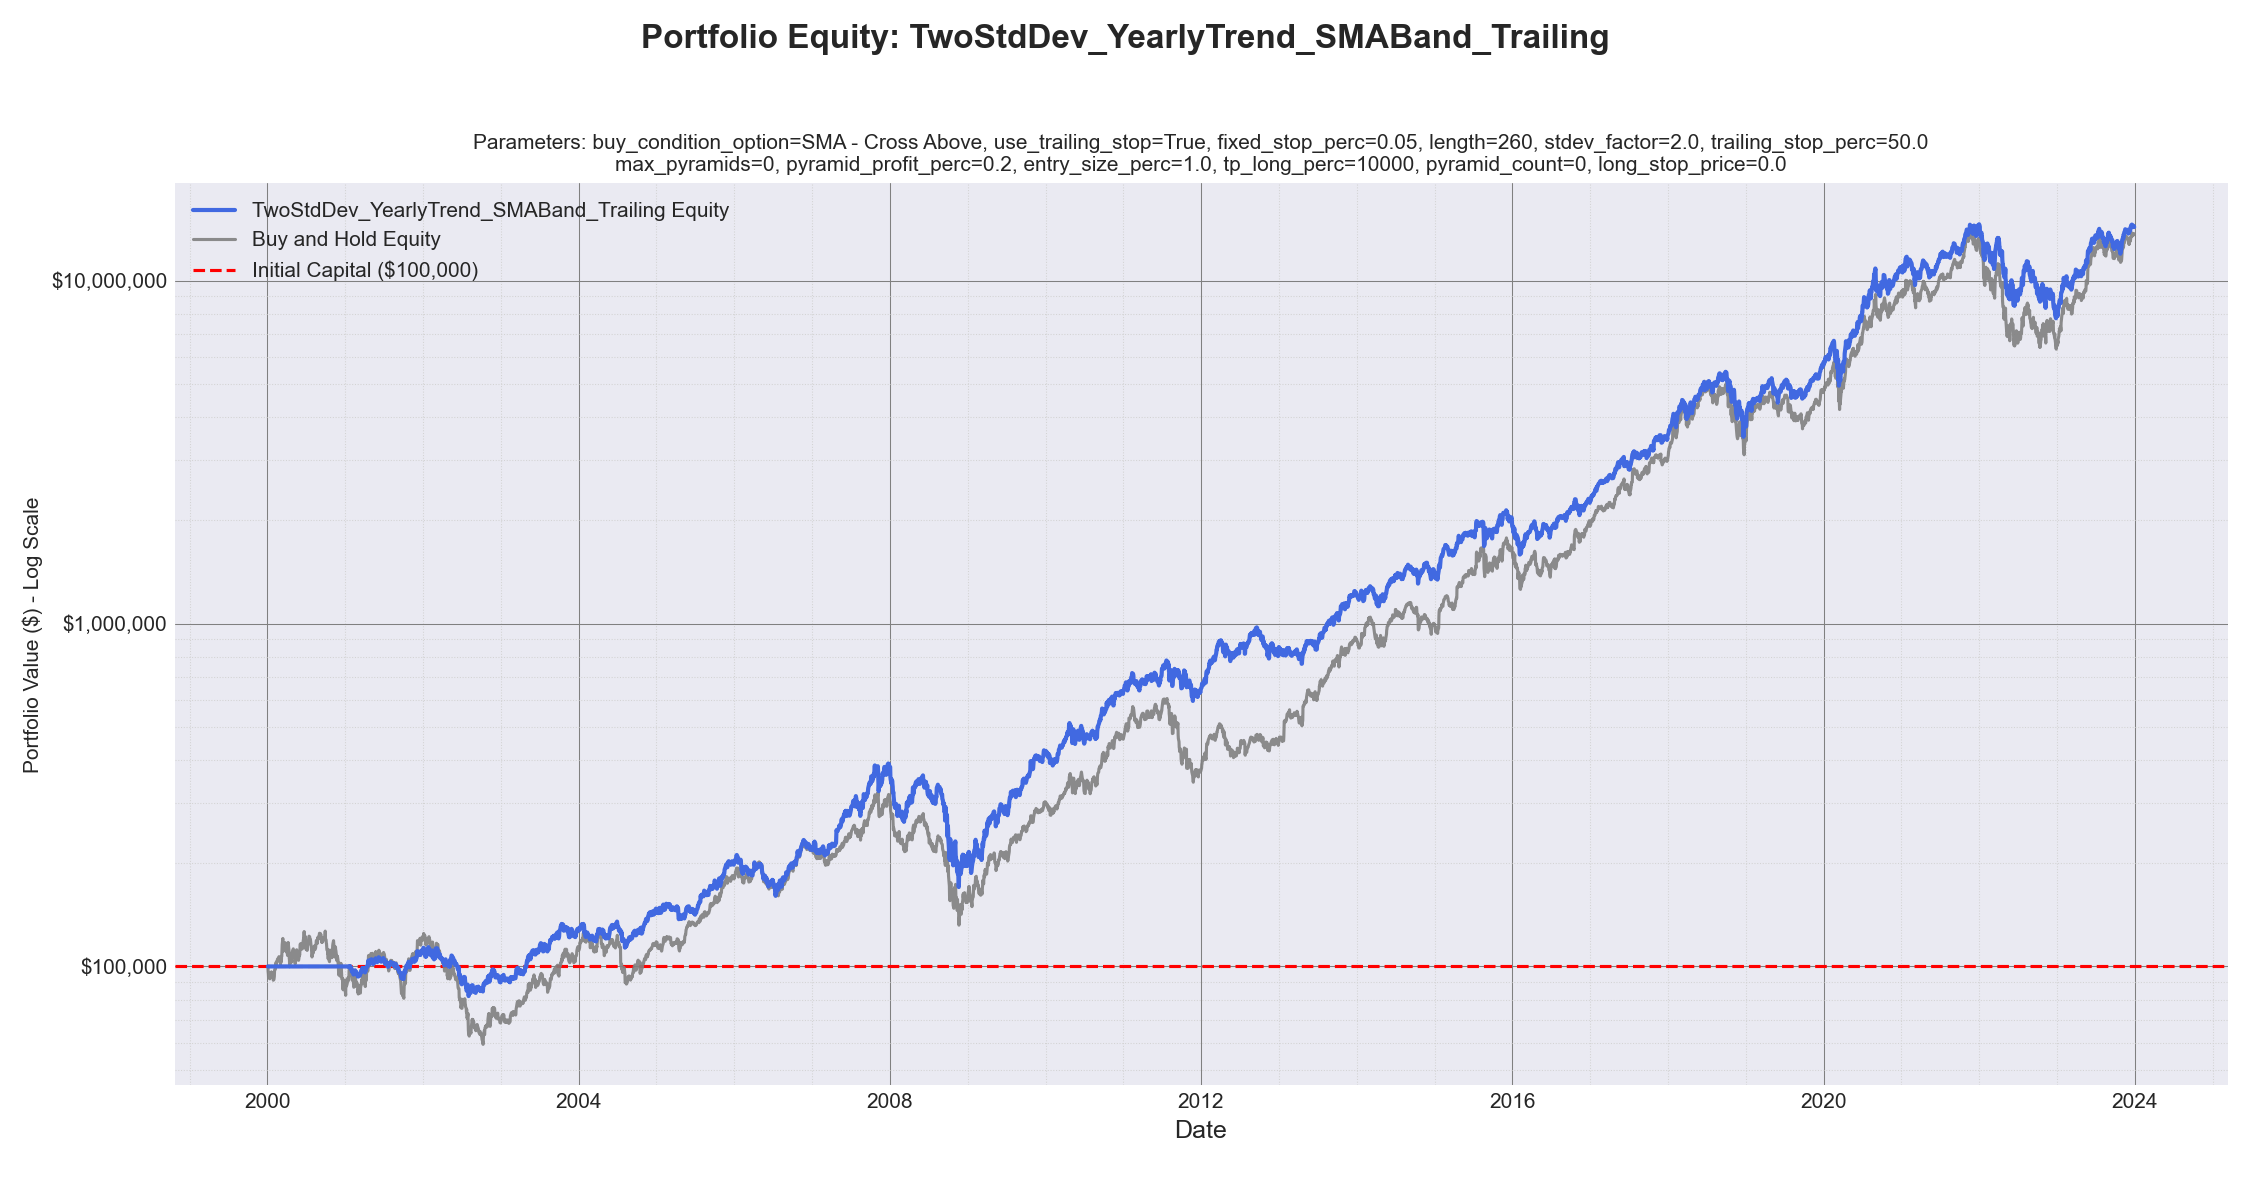 Portfolio Equity: TwoStdDev_YearlyTrend_SMABand_Trailing
Parameters: buy_condition_option=SMA - Cross Above, use_trailing_stop=True, fixed_stop_perc=0.05, length=260, stdev_factor=2.0, trailing_stop_perc=50.0
max_pyramids=0, pyramid_profit_perc=0.2, entry_size_perc=1.0, tp_long_perc=10000, pyramid_count=0, long_stop_price=0.0
TwoStdDev_YearlyTrend_SMABand_Trailing Equity
Buy and Hold Equity
Initial Capital ($100,000)
$10,000,000
$1,000,000
$100,000
Portfolio Value ($) - Log Scale
2000
2004
2008
2012
2016
2020
2024
Date